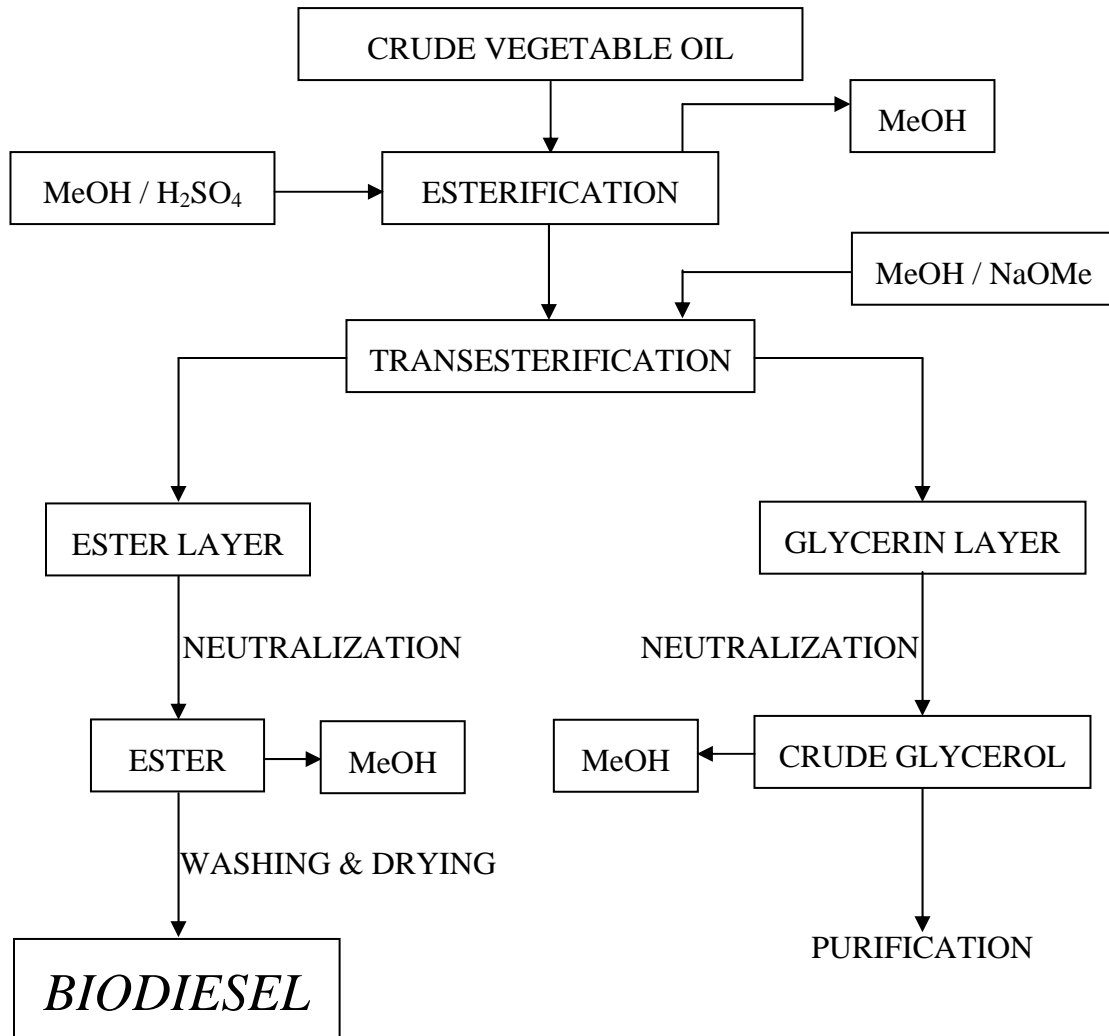 CRUDE VEGETABLE OIL
MeOH
MeOH / H₂SO₄
ESTERIFICATION
MeOH / NaOMe
TRANSESTERIFICATION
ESTER LAYER
GLYCERIN LAYER
NEUTRALIZATION
NEUTRALIZATION
ESTER
MeOH
MeOH
CRUDE GLYCEROL
WASHING & DRYING
PURIFICATION
BIODIESEL